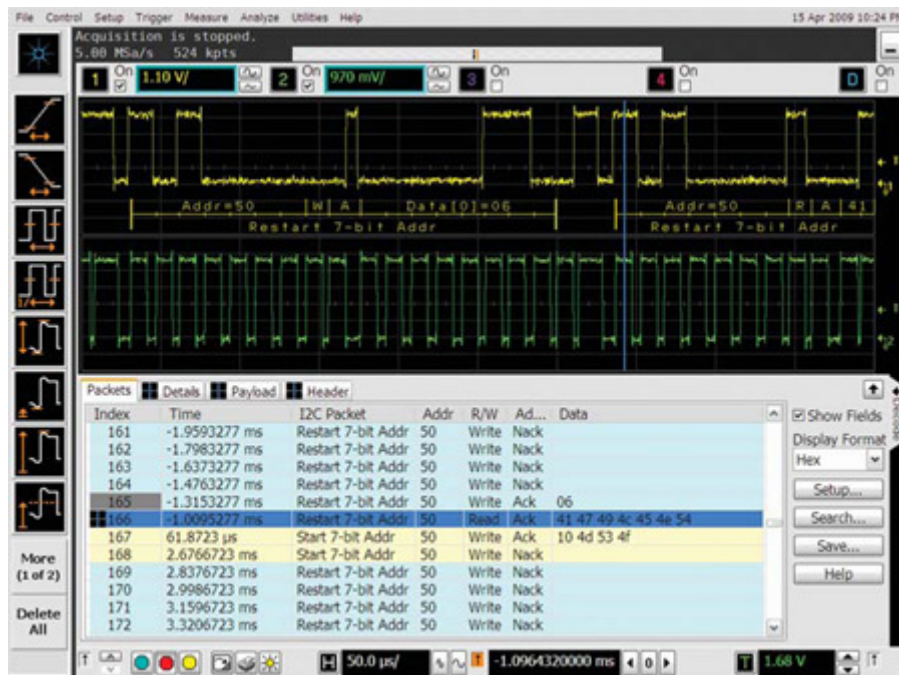 File Control Setup Trigger Measure Analyze Utilities Help 15 Apr 2009 10:24 PM
Acquisition is stopped.
5.00 MSa/s 524 kpts
1 On 1.10 V/ 2 On 970 mV/ 3 On 4 On D On
Addr=50 W A Data[0]=06 Addr=50 R A 41
Restart 7-bit Addr Restart 7-bit Addr
Packets Details Payload Header
Index Time I2C Packet Addr R/W Ad... Data
161 -1.9593277 ms Restart 7-bit Addr 50 Write Nack
162 -1.7983277 ms Restart 7-bit Addr 50 Write Nack
163 -1.6373277 ms Restart 7-bit Addr 50 Write Nack
164 -1.4763277 ms Restart 7-bit Addr 50 Write Nack
165 -1.3153277 ms Restart 7-bit Addr 50 Write Ack 06
166 -1.0095277 ms Restart 7-bit Addr 50 Read Ack 41 47 49 4c 45 4e 54
167 61.8723 µs Start 7-bit Addr 50 Write Ack 10 4d 53 4f
168 2.6766723 ms Start 7-bit Addr 50 Write Nack
169 2.8376723 ms Restart 7-bit Addr 50 Write Nack
170 2.9986723 ms Restart 7-bit Addr 50 Write Nack
171 3.1596723 ms Restart 7-bit Addr 50 Write Nack
172 3.3206723 ms Restart 7-bit Addr 50 Write Nack
Show Fields
Display Format
Hex
Setup...
Search...
Save...
Help
More
(1 of 2)
Delete
All
H 50.0 µs/ -1.0964320000 ms 0 T 1.68 V